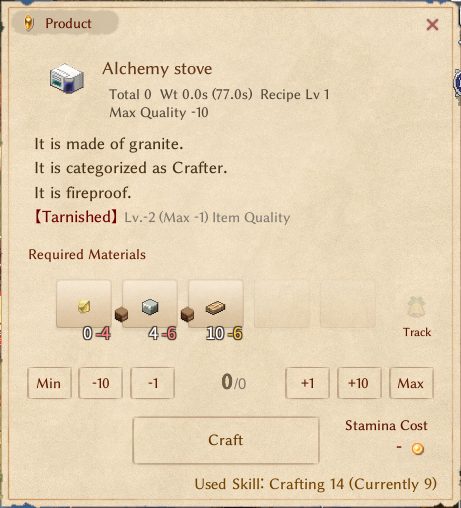 Product
Alchemy stove
Total 0 Wt 0.0s (77.0s) Recipe Lv 1
Max Quality -10
It is made of granite.
It is categorized as Crafter.
It is fireproof.
【Tarnished】 Lv.-2 (Max -1) Item Quality
Required Materials
0 -4 4 -6 10 -6
Track
Min -10 -1 0/0 +1 +10 Max
Craft
Stamina Cost
-
Used Skill: Crafting 14 (Currently 9)